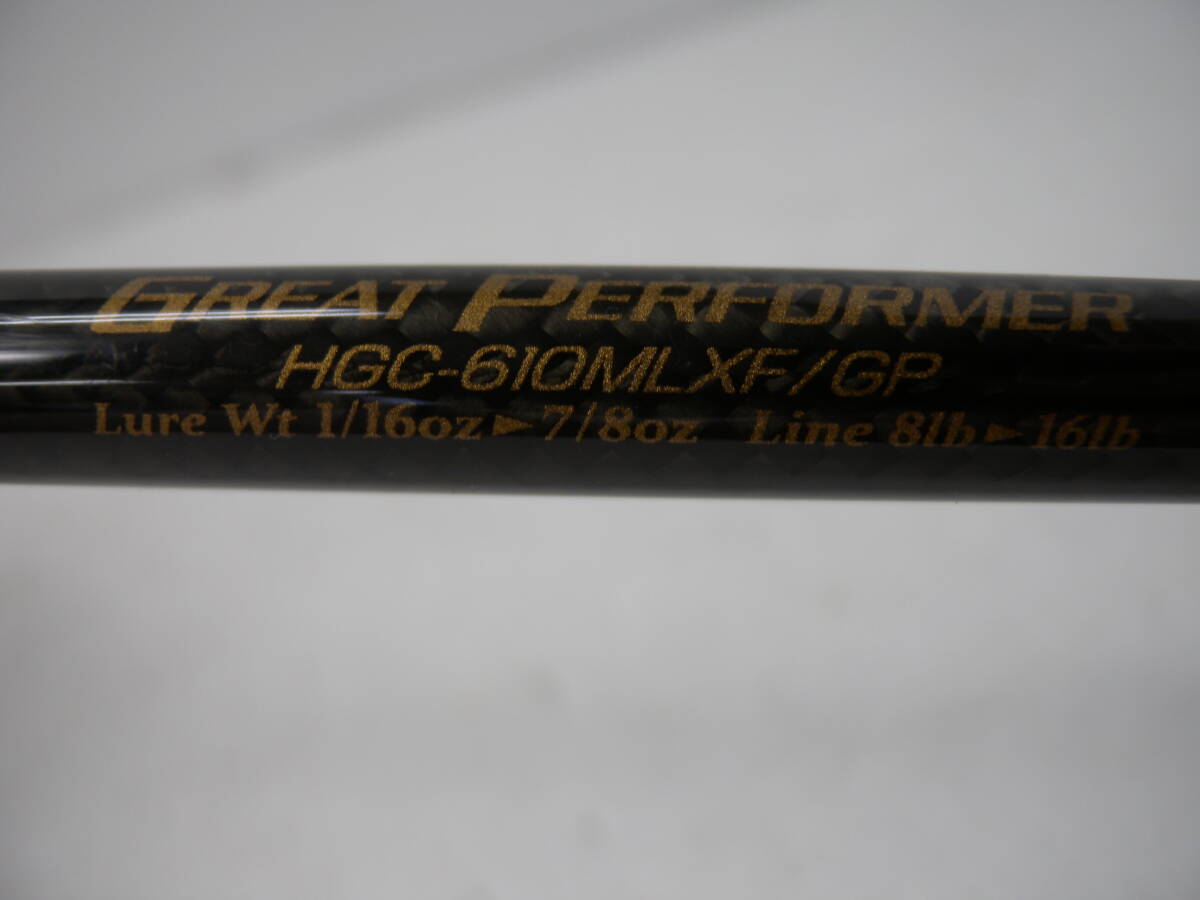 GREAT PERFORMER
HGC-610MLXF/GP
Lure Wt 1/16oz►7/8oz Line 8lb►16lb